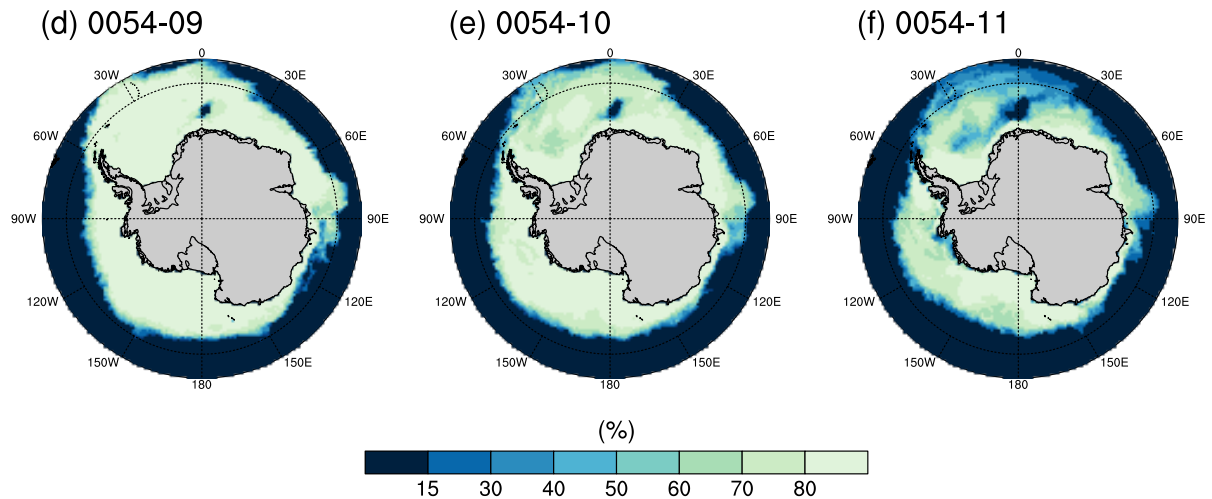 (d) 0054-09 (e) 0054-10 (f) 0054-11
0 0 0
30W 30E 30W 30E 30W 30E
60W 60E 60W 60E 60W 60E
90W 90E 90W 90E 90W 90E
120W 120E 120W 120E 120W 120E
150W 150E 150W 150E 150W 150E
180 180 180
(%)
15 30 40 50 60 70 80